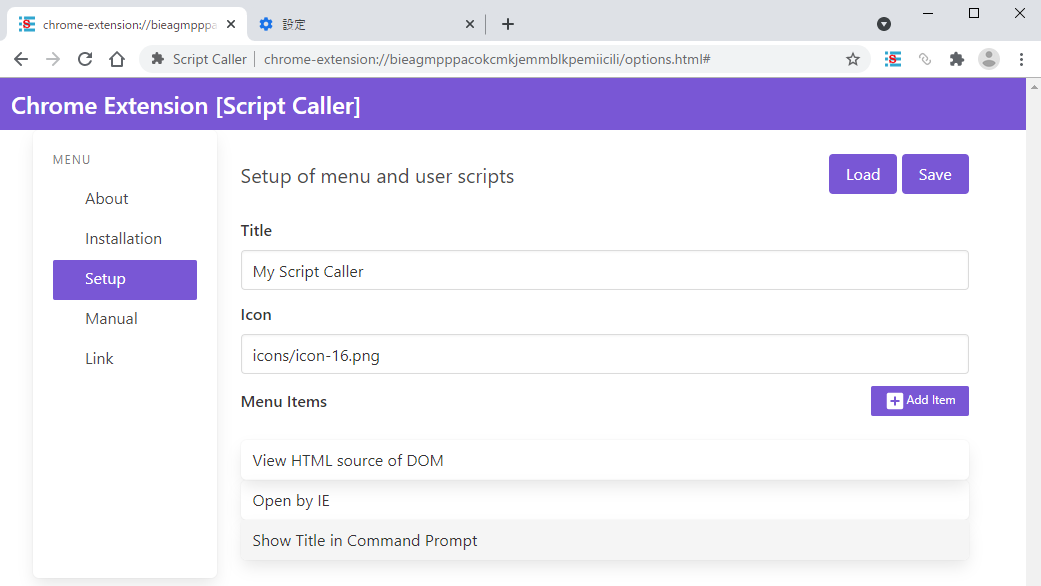 chrome-extension://bieagmpppa
設定
Script Caller
chrome-extension://bieagmpppacokcmkjemmblkpemiicili/options.html#
Chrome Extension [Script Caller]
MENU
About
Installation
Setup
Manual
Link
Setup of menu and user scripts
Load
Save
Title
My Script Caller
Icon
icons/icon-16.png
Menu Items
Add Item
View HTML source of DOM
Open by IE
Show Title in Command Prompt